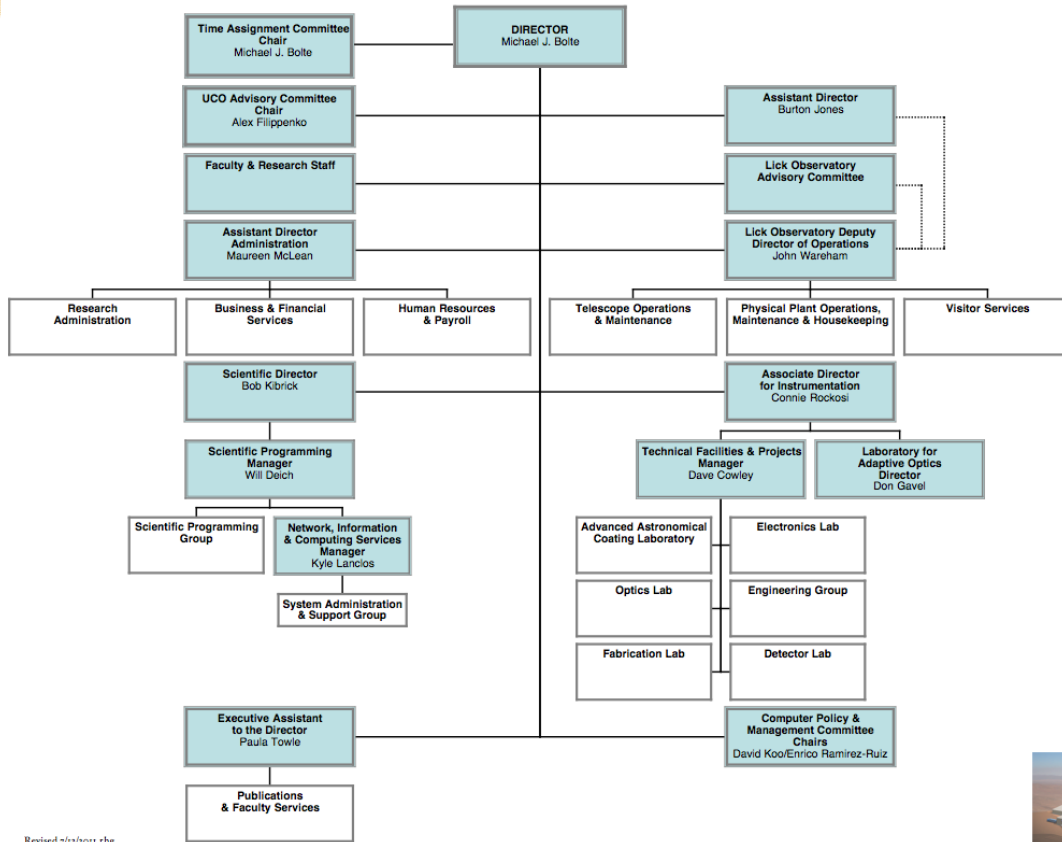 Time Assignment Committee
Chair
Michael J. Bolte
DIRECTOR
Michael J. Bolte
UCO Advisory Committee
Chair
Alex Filippenko
Assistant Director
Burton Jones
Faculty & Research Staff
Lick Observatory
Advisory Committee
Assistant Director
Administration
Maureen McLean
Lick Observatory Deputy
Director of Operations
John Wareham
Research
Administration
Business & Financial
Services
Human Resources
& Payroll
Telescope Operations
& Maintenance
Physical Plant Operations,
Maintenance & Housekeeping
Visitor Services
Scientific Director
Bob Kibrick
Associate Director
for Instrumentation
Connie Rockosi
Scientific Programming
Manager
Will Deich
Technical Facilities & Projects
Manager
Dave Cowley
Laboratory for
Adaptive Optics
Director
Don Gavel
Scientific Programming
Group
Network, Information
& Computing Services
Manager
Kyle Lanclos
System Administration
& Support Group
Advanced Astronomical
Coating Laboratory
Electronics Lab
Optics Lab
Engineering Group
Fabrication Lab
Detector Lab
Executive Assistant
to the Director
Paula Towle
Computer Policy &
Management Committee
Chairs
David Koo/Enrico Ramirez-Ruiz
Publications
& Faculty Services
Revised